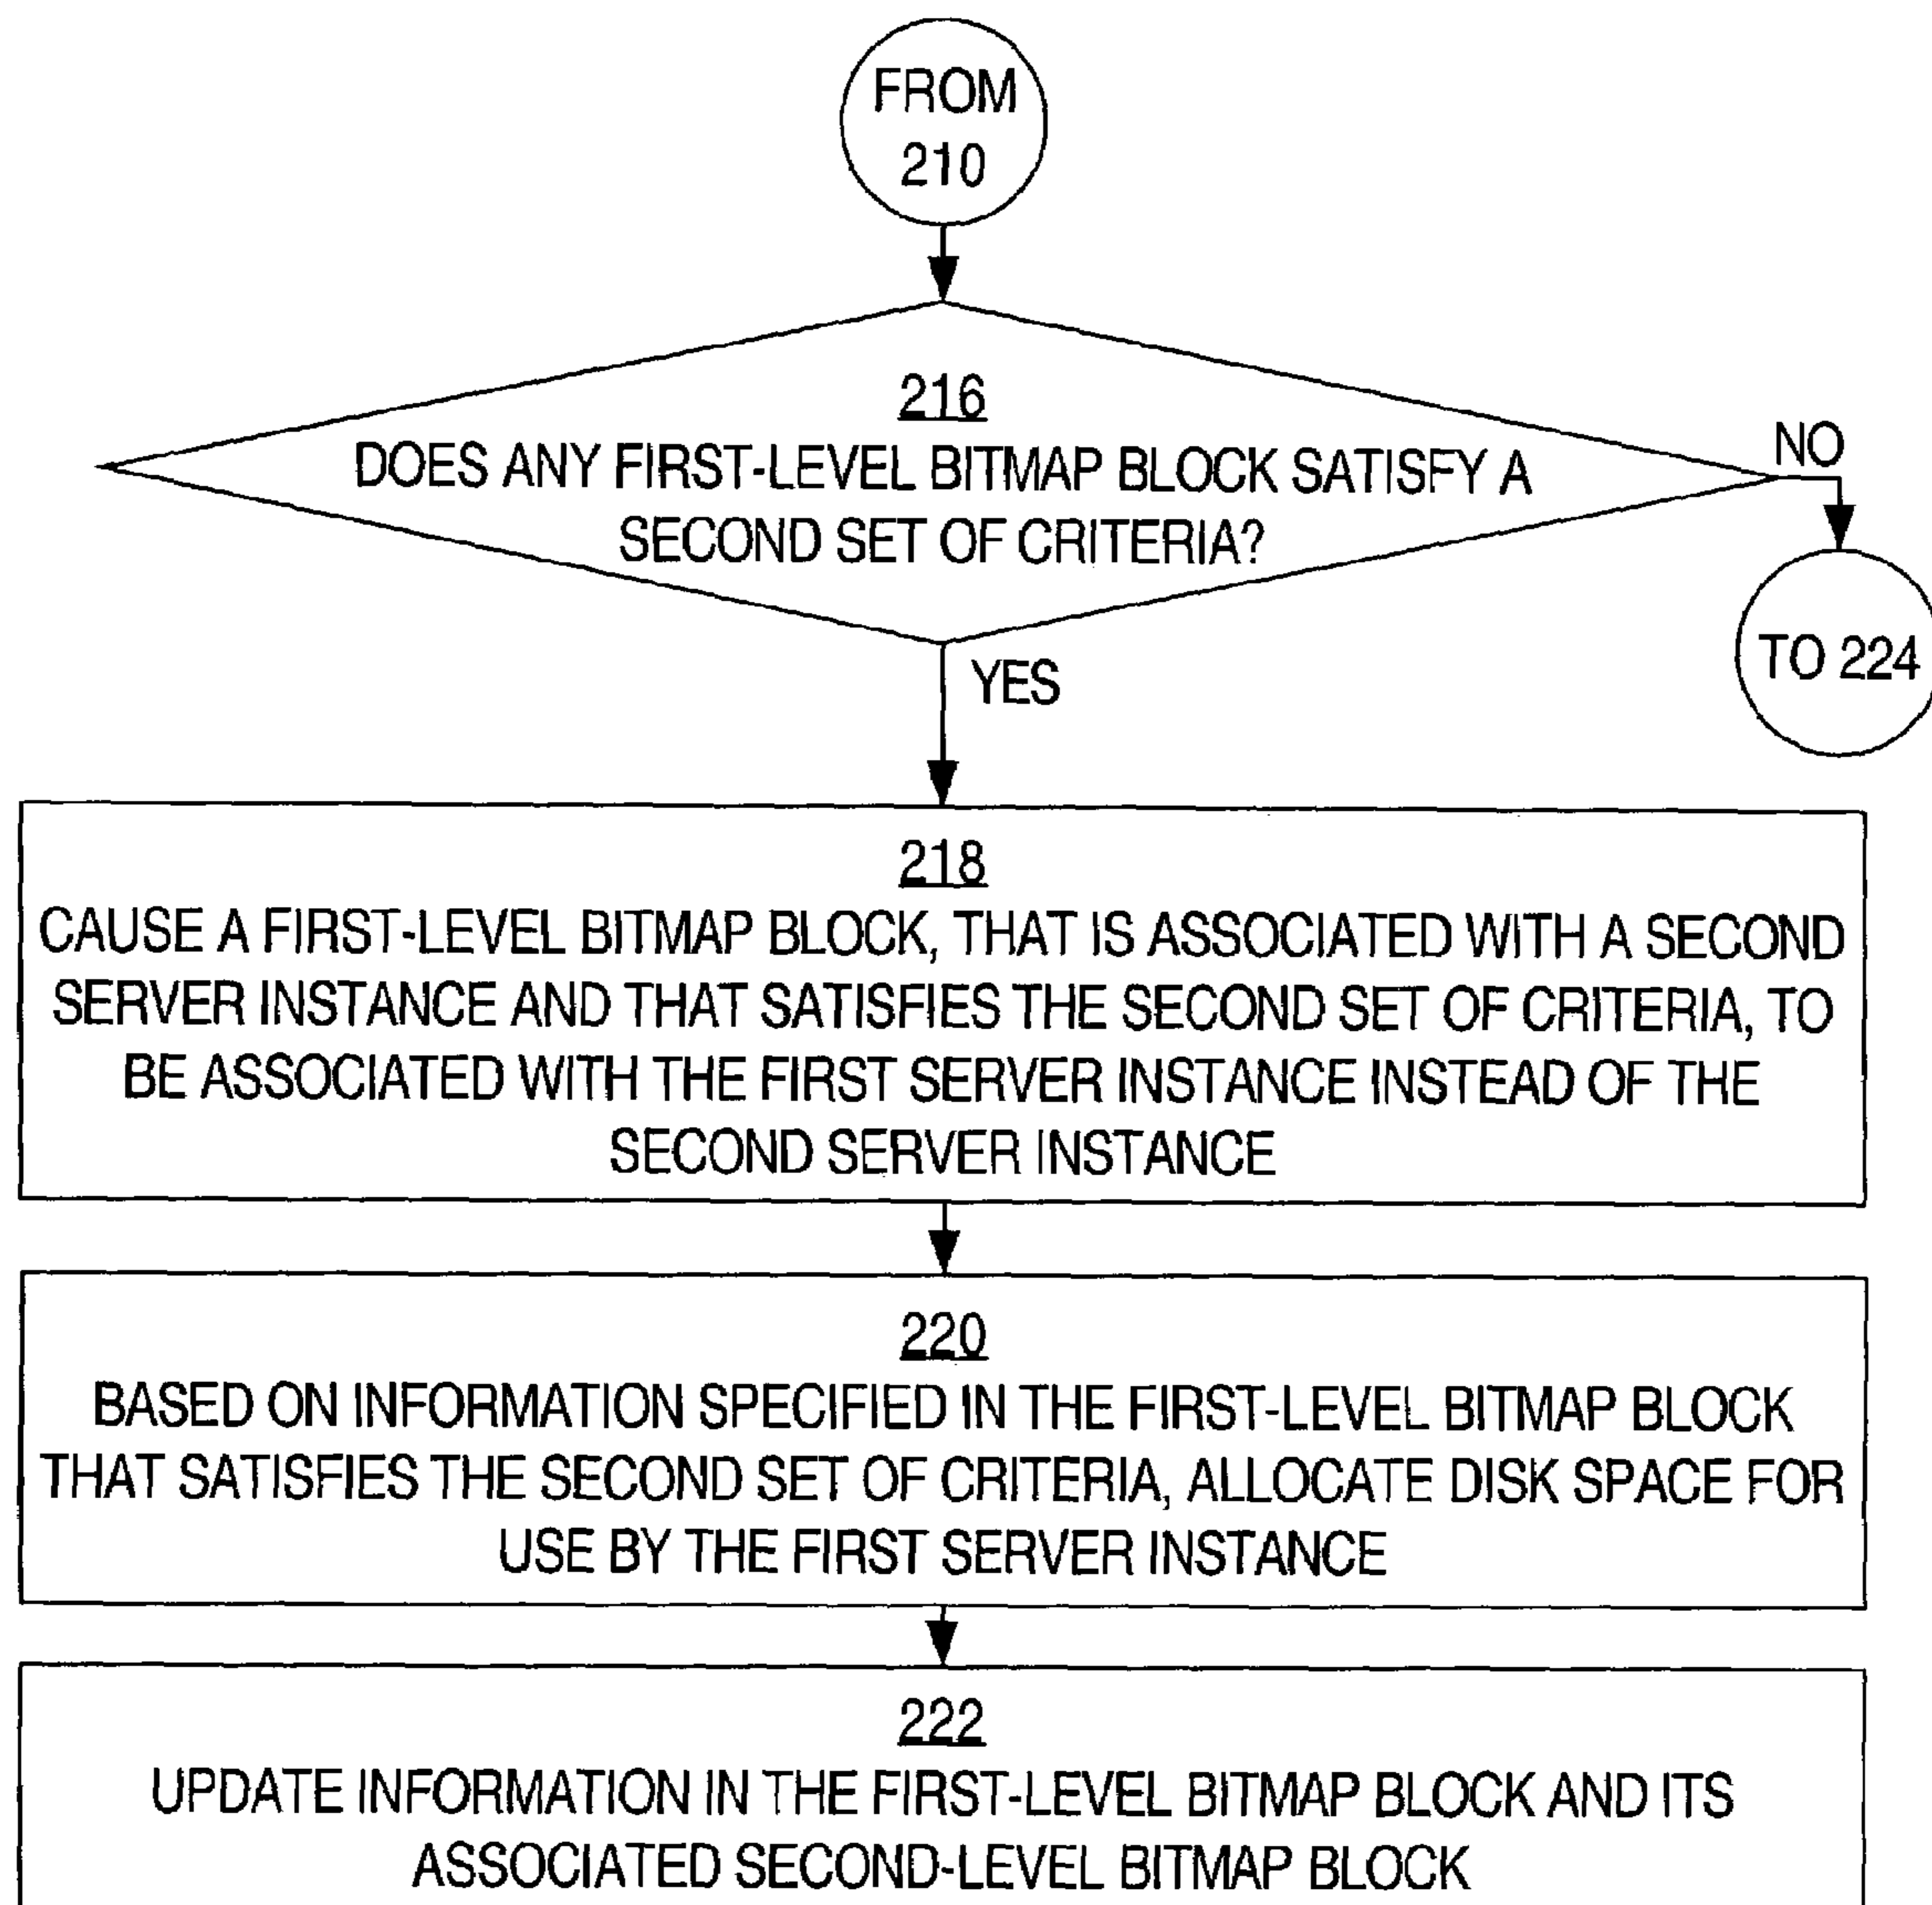 FROM
210
216
DOES ANY FIRST-LEVEL BITMAP BLOCK SATISFY A
SECOND SET OF CRITERIA?
NO
TO 224
YES
218
CAUSE A FIRST-LEVEL BITMAP BLOCK, THAT IS ASSOCIATED WITH A SECOND
SERVER INSTANCE AND THAT SATISFIES THE SECOND SET OF CRITERIA, TO
BE ASSOCIATED WITH THE FIRST SERVER INSTANCE INSTEAD OF THE
SECOND SERVER INSTANCE
220
BASED ON INFORMATION SPECIFIED IN THE FIRST-LEVEL BITMAP BLOCK
THAT SATISFIES THE SECOND SET OF CRITERIA, ALLOCATE DISK SPACE FOR
USE BY THE FIRST SERVER INSTANCE
222
UPDATE INFORMATION IN THE FIRST-LEVEL BITMAP BLOCK AND ITS
ASSOCIATED SECOND-LEVEL BITMAP BLOCK